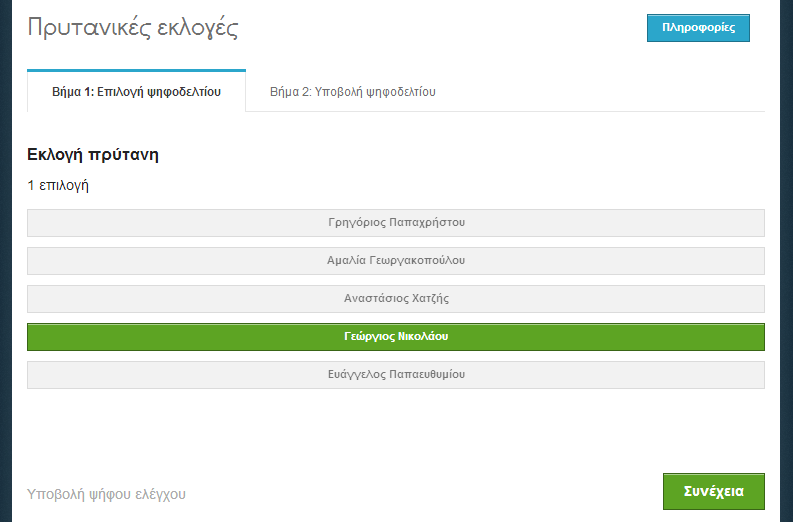 Πρυτανικές εκλογές
Πληροφορίες
Βήμα 1: Επιλογή ψηφοδελτίου
Βήμα 2: Υποβολή ψηφοδελτίου
Εκλογή πρύτανη
1 επιλογή
Γρηγόριος Παπαχρήστου
Αμαλία Γεωργακοπούλου
Αναστάσιος Χατζής
Γεώργιος Νικολάου
Ευάγγελος Παπαευθυμίου
Υποβολή ψήφου ελέγχου
Συνέχεια